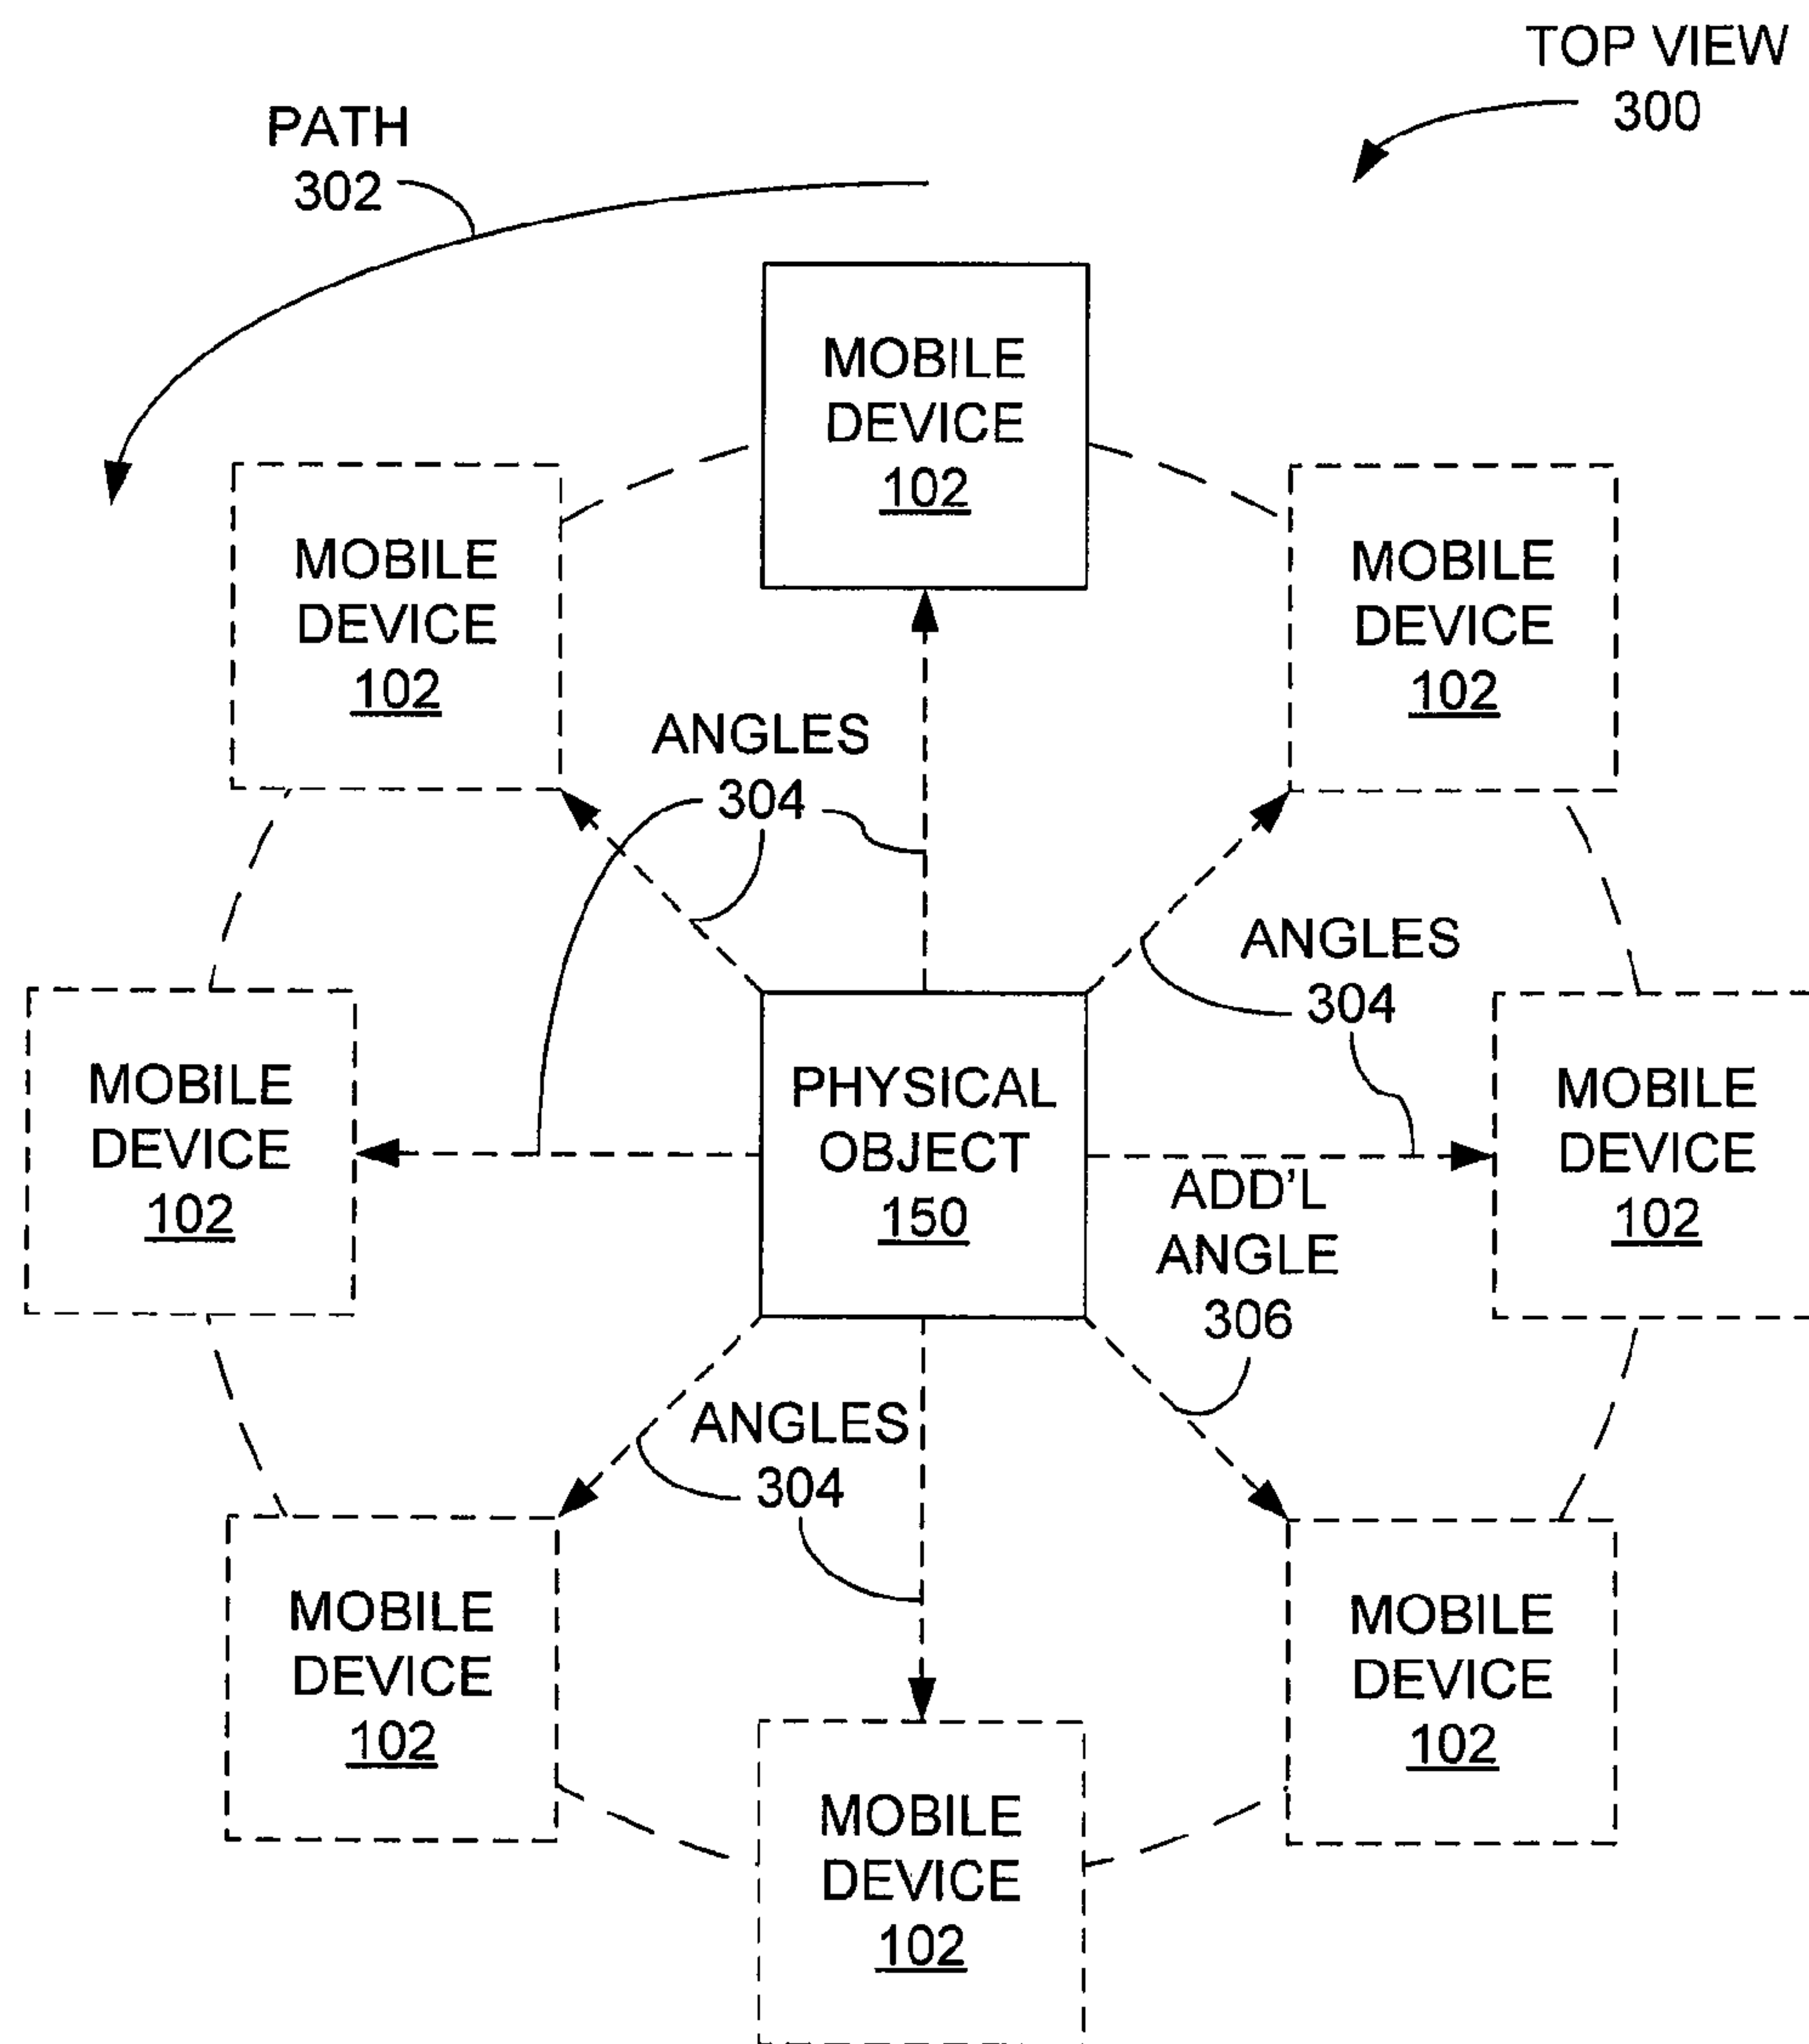 TOP VIEW
300
PATH
302
MOBILE
DEVICE
102
MOBILE
DEVICE
102
MOBILE
DEVICE
102
ANGLES
304
ANGLES
304
MOBILE
DEVICE
102
PHYSICAL
OBJECT
150
MOBILE
DEVICE
102
ADD'L
ANGLE
306
ANGLES
304
MOBILE
DEVICE
102
MOBILE
DEVICE
102
MOBILE
DEVICE
102